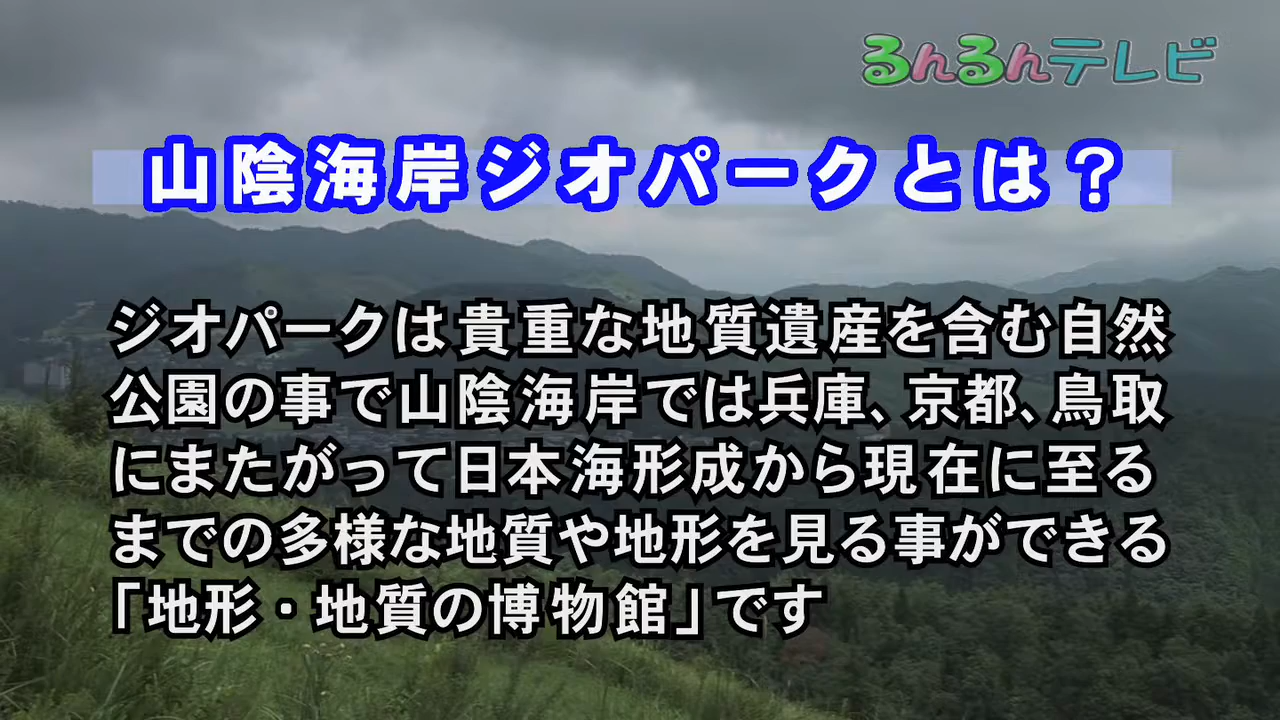 るんるんテレビ
山陰海岸ジオパークとは？
ジオパークは貴重な地質遺産を含む自然
公園の事で山陰海岸では兵庫、京都、鳥取
にまたがって日本海形成から現在に至る
までの多様な地質や地形を見る事ができる
「地形・地質の博物館」です